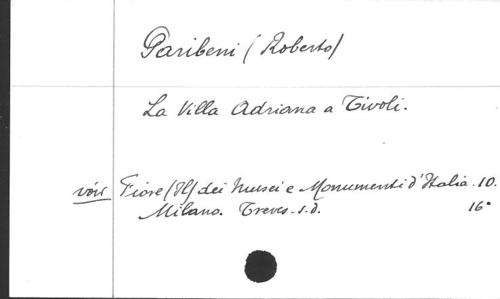 Paribeni (Roberto)
La Villa Adriana a Tivoli.
voir Fiore (Il) dei Musei e Monumenti d'Italia. 10.
Milano. Treves. s.d. 16°